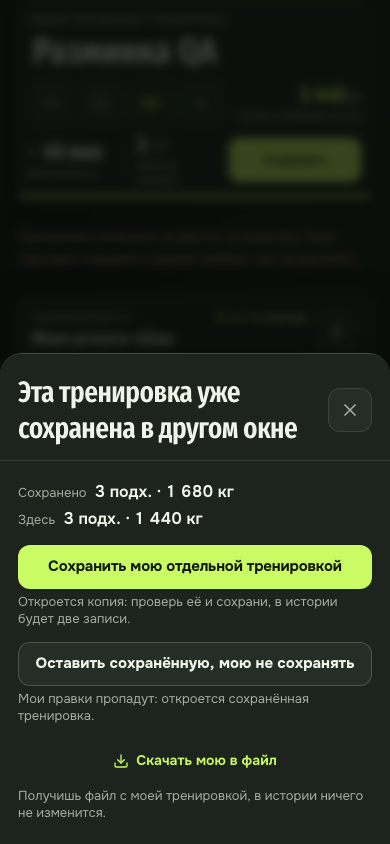 Разминка QA
Эта тренировка уже
сохранена в другом окне
Сохранено 3 подх. · 1 680 кг
Здесь 3 подх. · 1 440 кг
Сохранить мою отдельной тренировкой
Откроется копия: проверь её и сохрани, в истории
будет две записи.
Оставить сохранённую, мою не сохранять
Мои правки пропадут: откроется сохранённая
тренировка.
Скачать мою в файл
Получишь файл с моей тренировкой, в истории ничего
не изменится.